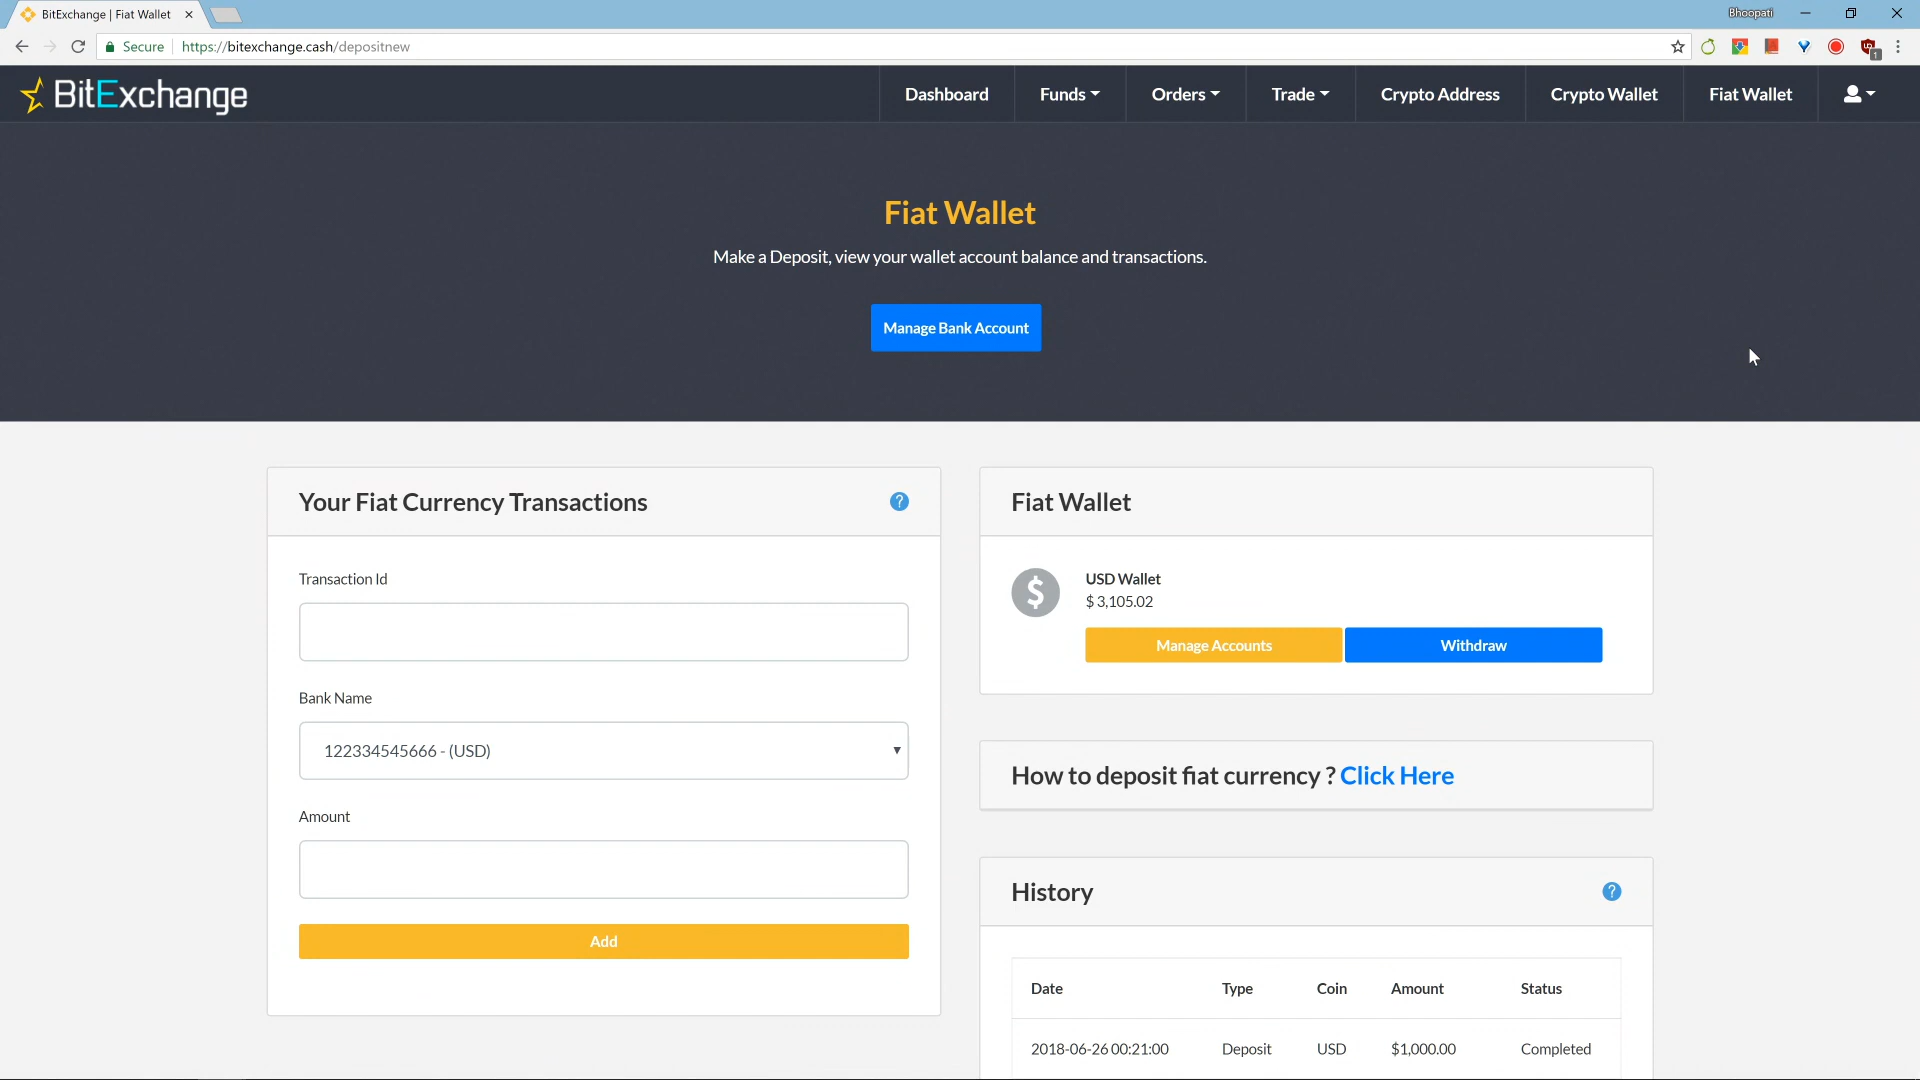 BitExchange | Fiat Wallet
Bhoopati
Secure
https://bitexchange.cash/depositnew
1
BitExchange
Dashboard
Funds
Orders
Trade
Crypto Address
Crypto Wallet
Fiat Wallet
Fiat Wallet
Make a Deposit, view your wallet account balance and transactions.
Manage Bank Account
Your Fiat Currency Transactions
?
Transaction Id
Bank Name
122334545666 - (USD)
Amount
Add
Fiat Wallet
$
USD Wallet
$ 3,105.02
Manage Accounts
Withdraw
How to deposit fiat currency ? Click Here
History
?
Date Type Coin Amount Status
2018-06-26 00:21:00 Deposit USD $1,000.00 Completed